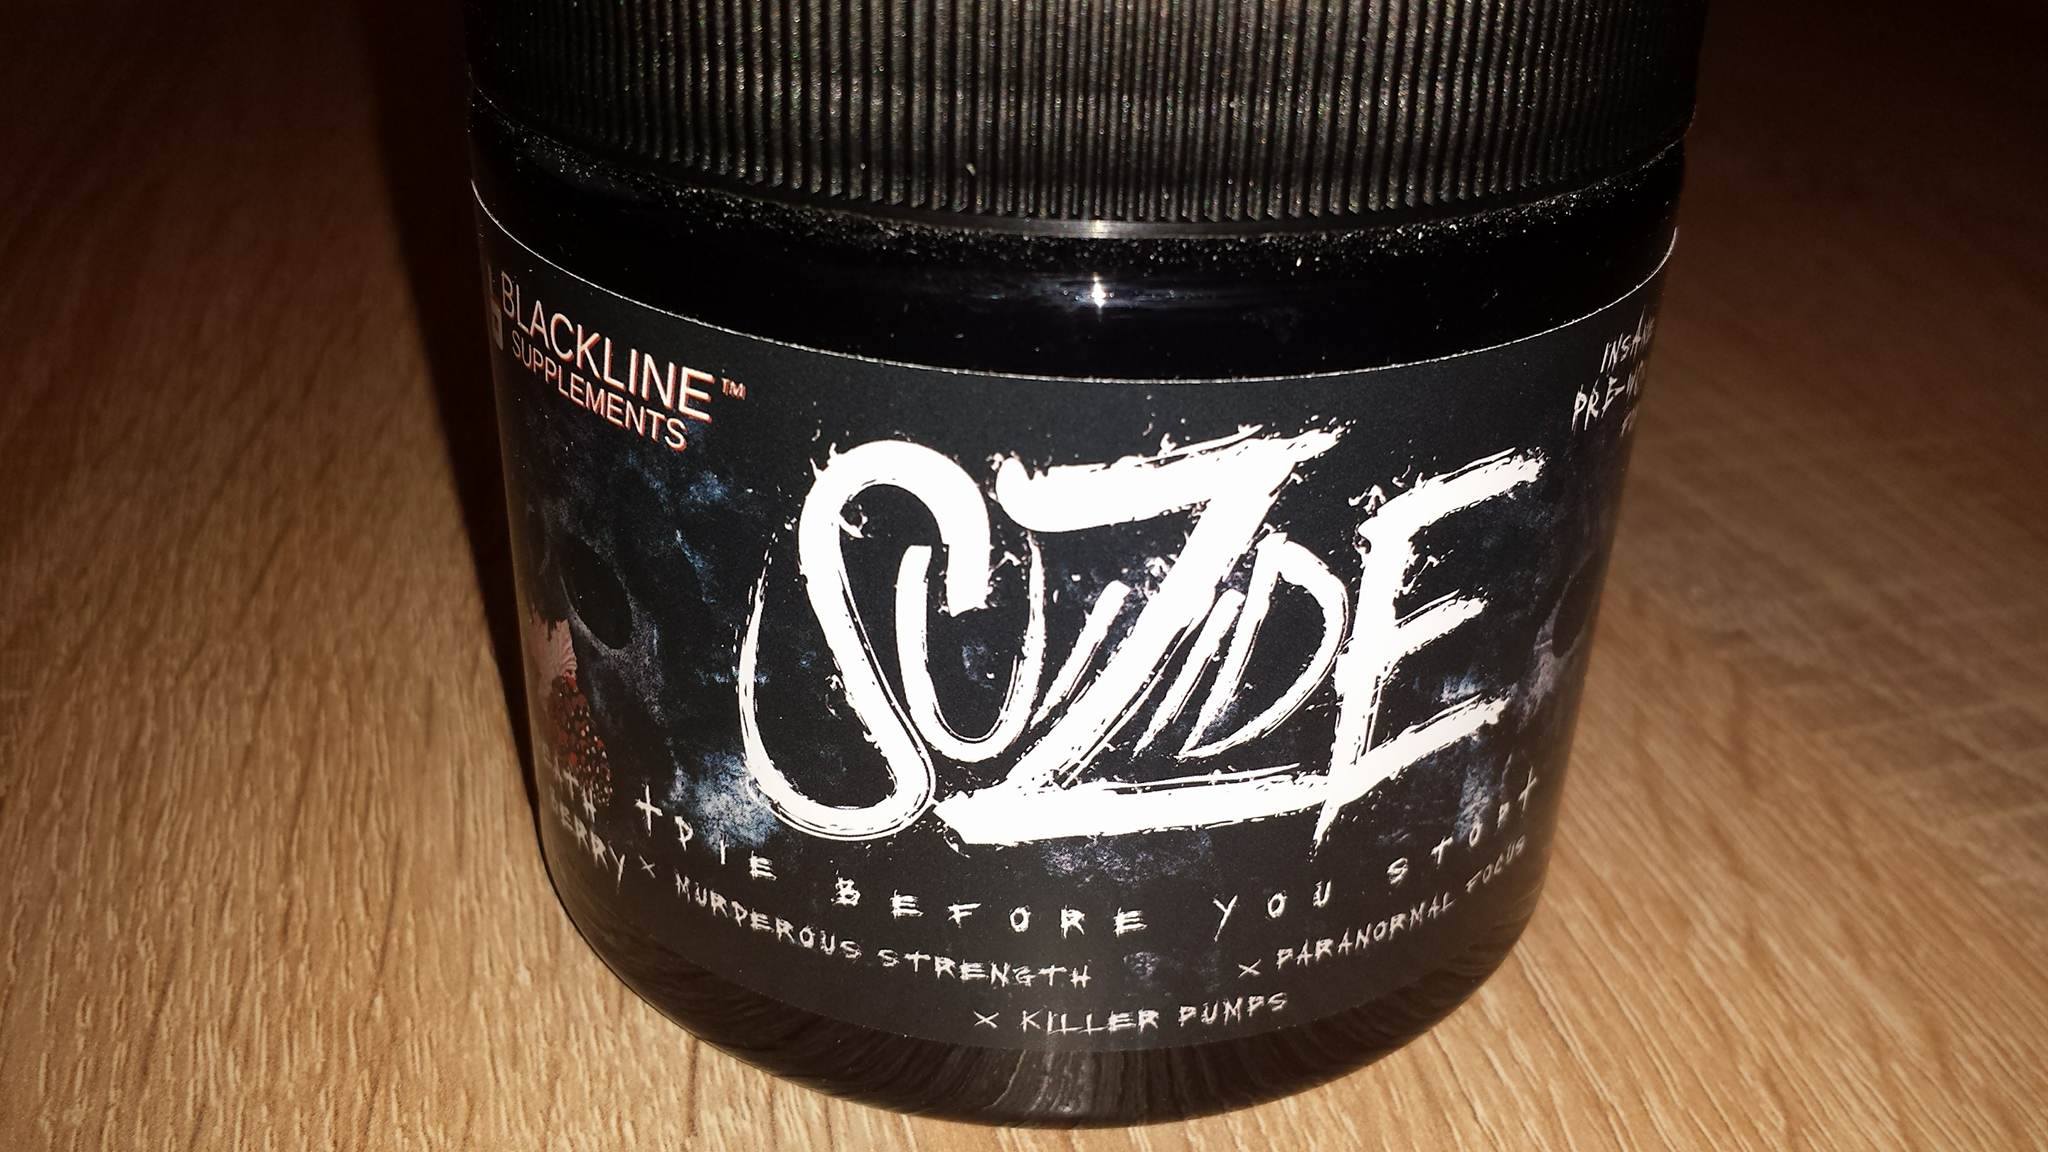 BLACKLINE™
SUPPLEMENTS
SUIZIDE
+DIE BEFORE YOU STOP+
× MURDEROUS STRENGTH
× PARANORMAL FOCUS
× KILLER PUMPS